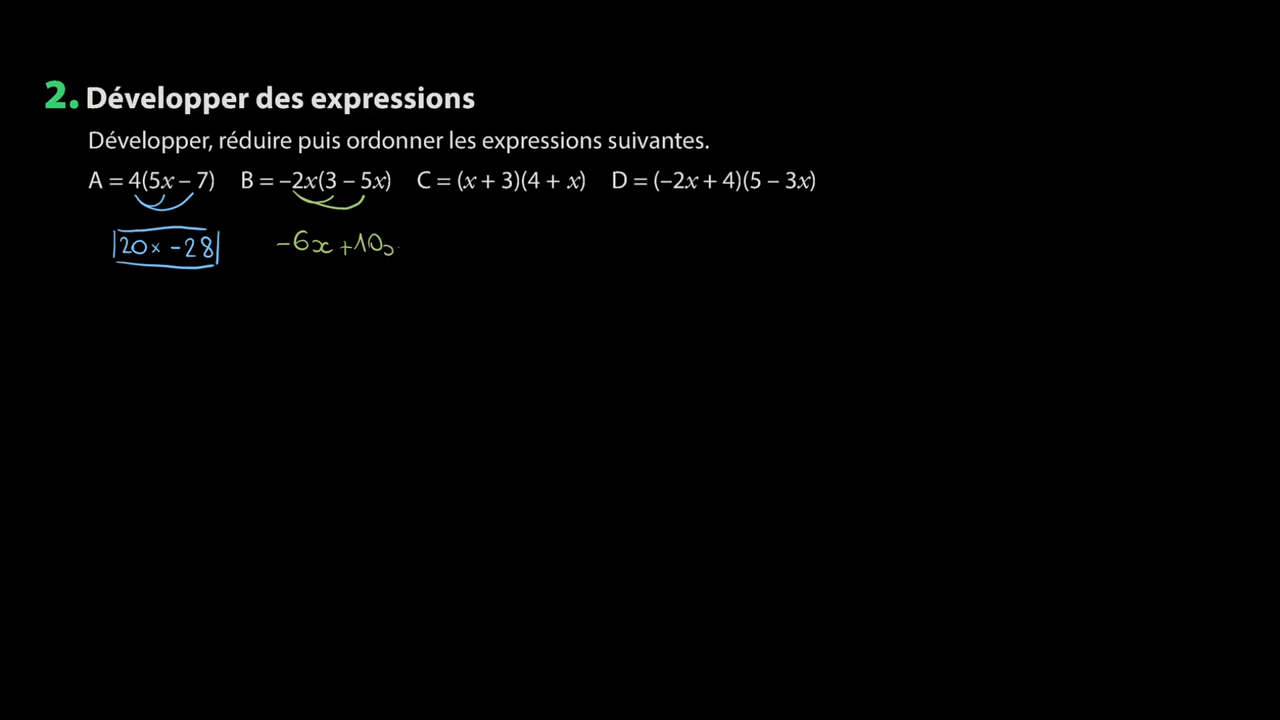 2. Développer des expressions
Développer, réduire puis ordonner les expressions suivantes.
A = 4(5x – 7) B = –2x(3 – 5x) C = (x + 3)(4 + x) D = (–2x + 4)(5 – 3x)
20x - 28 -6x + 10